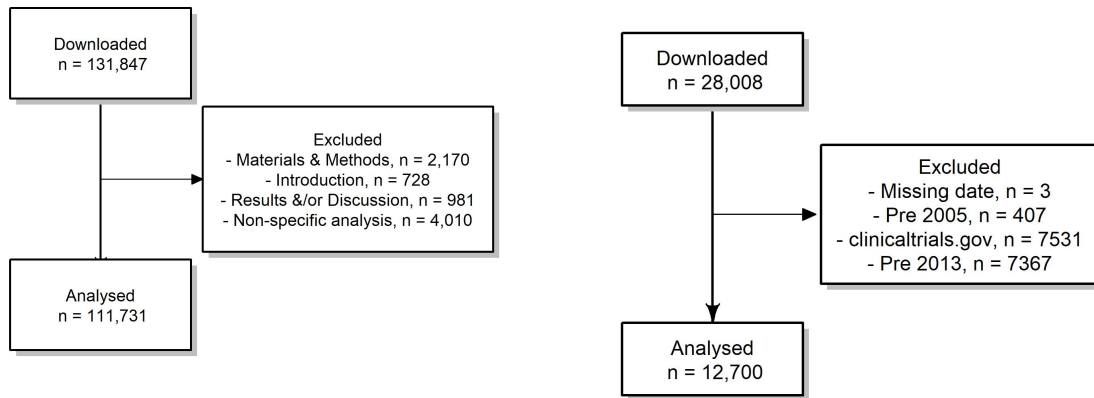 Downloaded
n = 131,847
Excluded
- Materials & Methods, n = 2,170
- Introduction, n = 728
- Results &/or Discussion, n = 981
- Non-specific analysis, n = 4,010
Analysed
n = 111,731
Downloaded
n = 28,008
Excluded
- Missing date, n = 3
- Pre 2005, n = 407
- clinicaltrials.gov, n = 7531
- Pre 2013, n = 7367
Analysed
n = 12,700